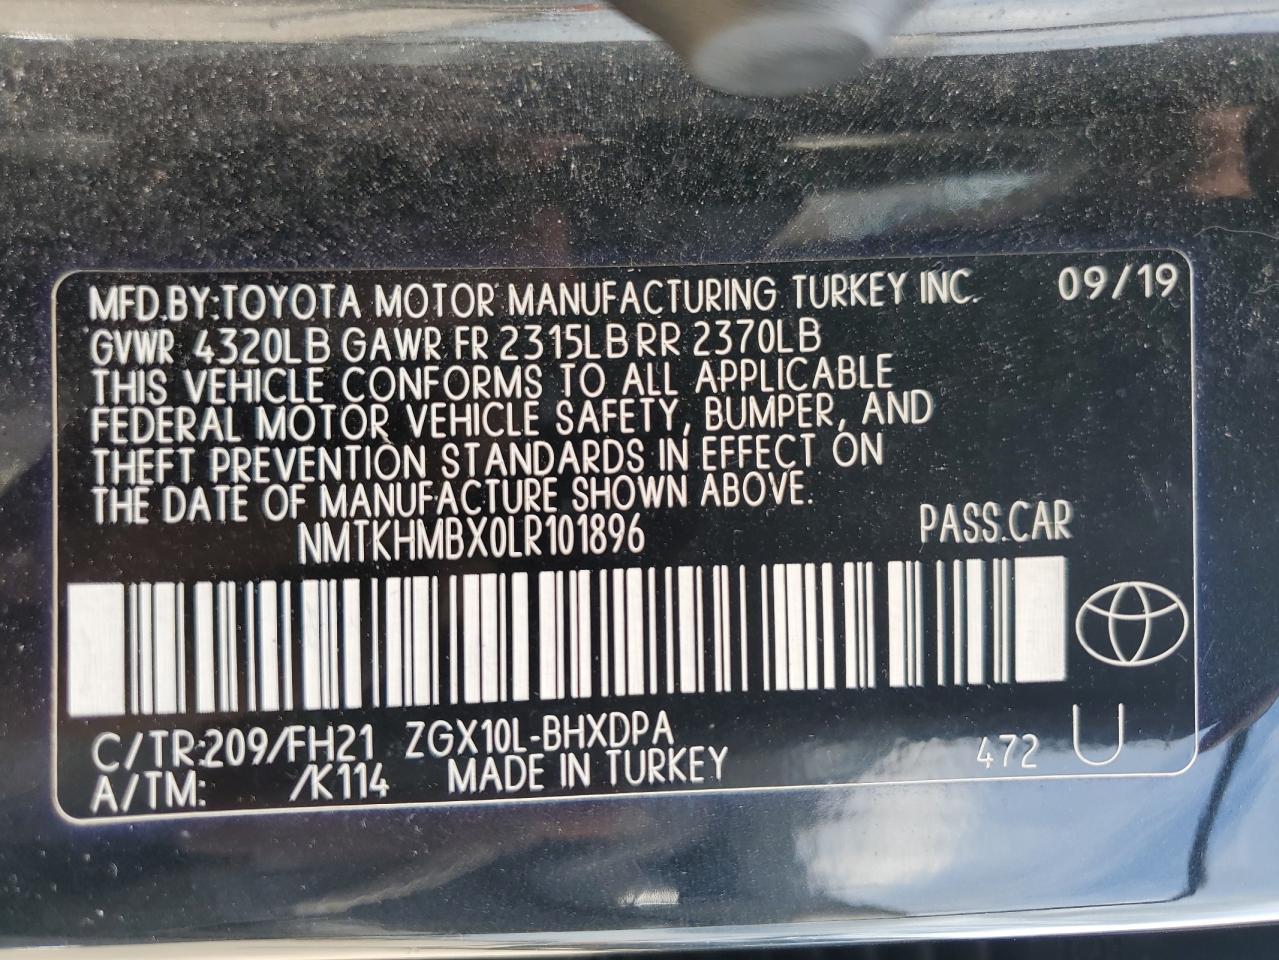 MFD.BY:TOYOTA MOTOR MANUFACTURING TURKEY INC. 09/19
GVWR 4320LB GAWR FR 2315LB RR 2370LB
THIS VEHICLE CONFORMS TO ALL APPLICABLE
FEDERAL MOTOR VEHICLE SAFETY, BUMPER, AND
THEFT PREVENTION STANDARDS IN EFFECT ON
THE DATE OF MANUFACTURE SHOWN ABOVE.
NMTKHMBX0LR101896 PASS.CAR
C/TR:209/FH21 ZGX10L-BHXDPA 472 U
A/TM: /K114 MADE IN TURKEY